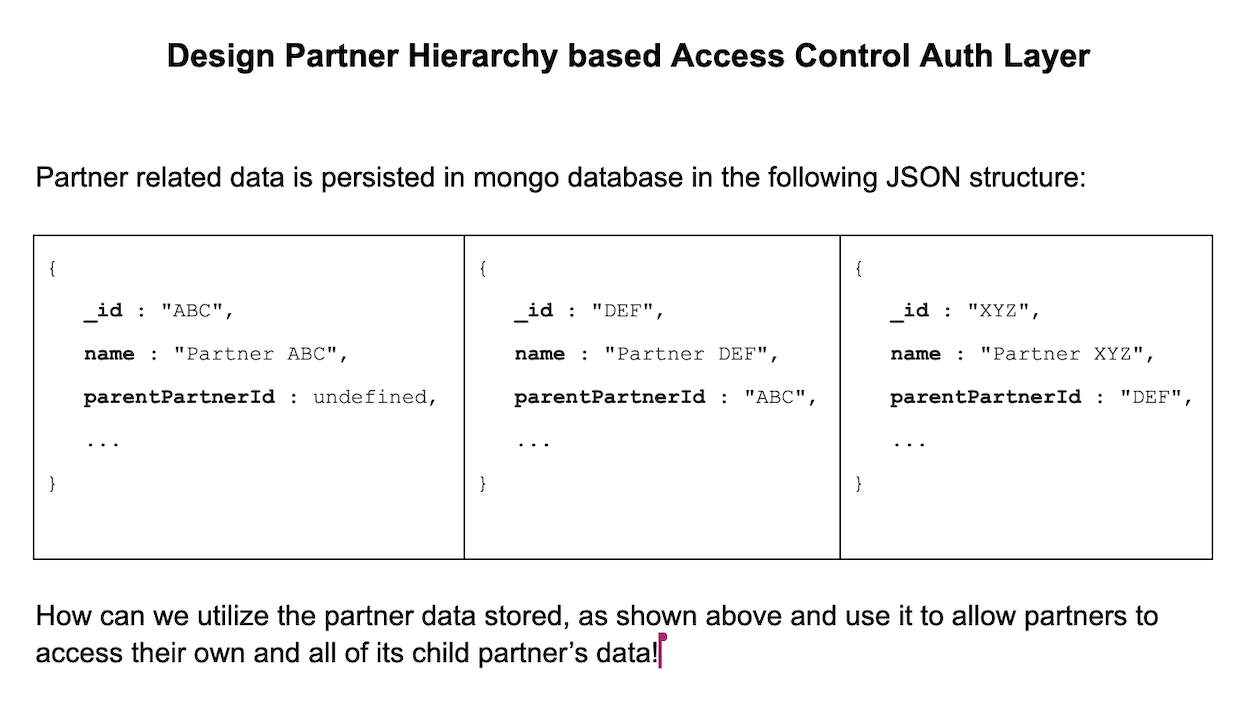 Design Partner Hierarchy based Access Control Auth Layer
Partner related data is persisted in mongo database in the following JSON structure:
{
_id : "ABC",
name : "Partner ABC",
parentPartnerId : undefined,
...
}
{
_id : "DEF",
name : "Partner DEF",
parentPartnerId : "ABC",
...
}
{
_id : "XYZ",
name : "Partner XYZ",
parentPartnerId : "DEF",
...
}
How can we utilize the partner data stored, as shown above and use it to allow partners to
access their own and all of its child partner’s data!